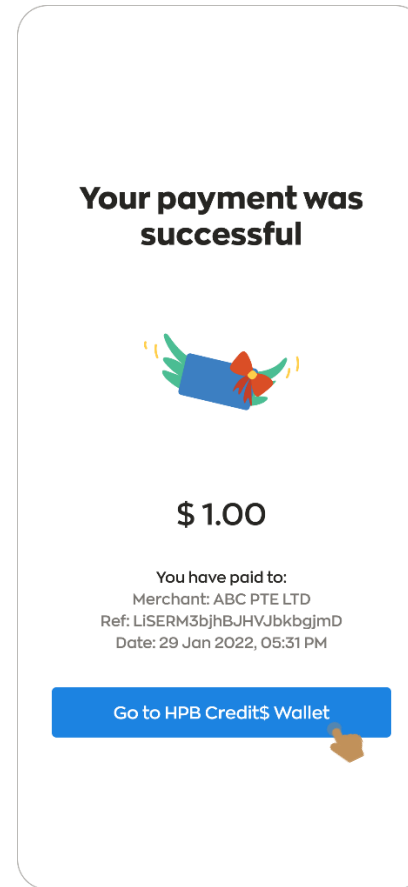 Your payment was
successful
$ 1.00
You have paid to:
Merchant: ABC PTE LTD
Ref: LiSERM3bjhBJHVJbkbgjmD
Date: 29 Jan 2022, 05:31 PM
Go to HPB Credit$ Wallet